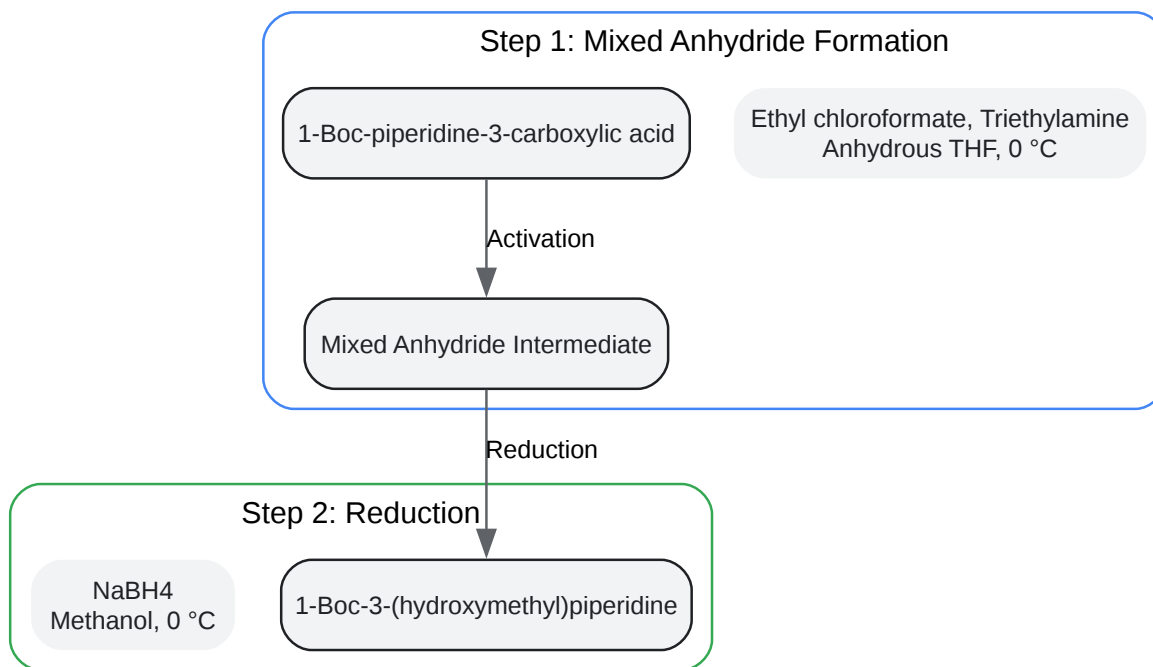 Step 1: Mixed Anhydride Formation
1-Boc-piperidine-3-carboxylic acid
Ethyl chloroformate, Triethylamine
Anhydrous THF, 0 °C
Activation
Mixed Anhydride Intermediate
Reduction
Step 2: Reduction
NaBH4
Methanol, 0 °C
1-Boc-3-(hydroxymethyl)piperidine